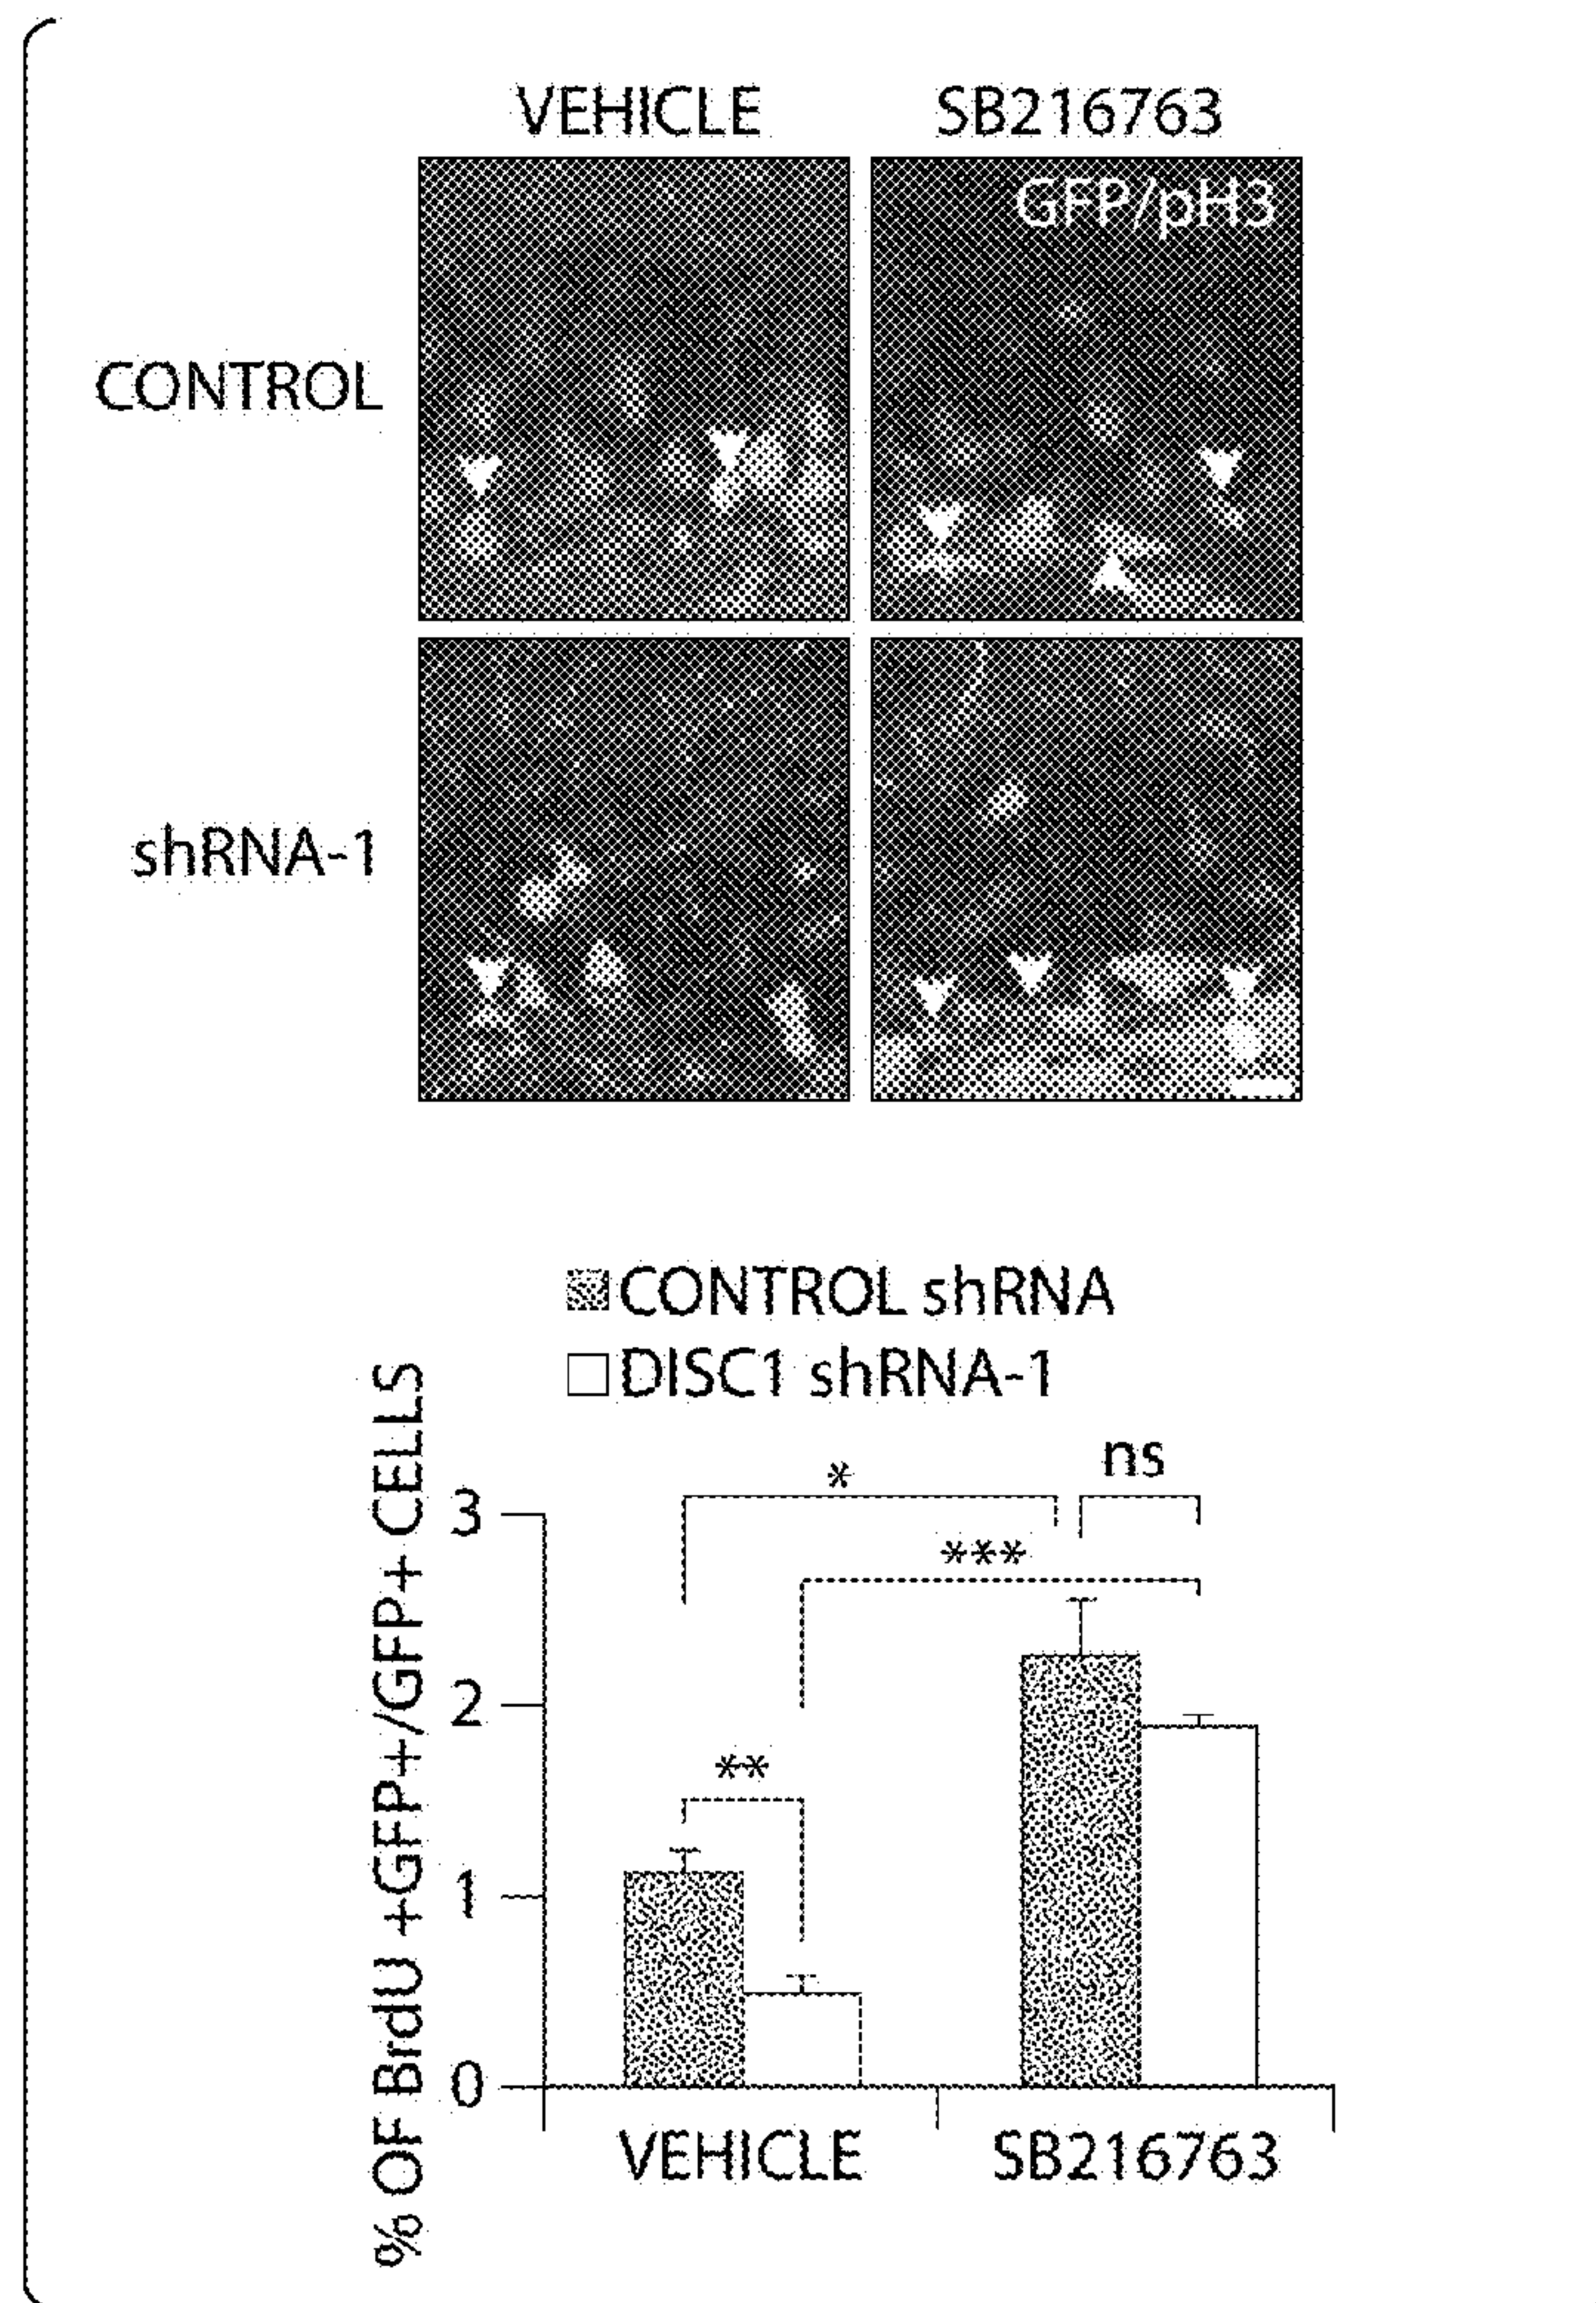 VEHICLE SB216763
GFP/pH3
CONTROL
shRNA-1
CONTROL shRNA
DISC1 shRNA-1
% OF BrdU +GFP+/GFP+ CELLS
ns
*
3
***
2
**
1
0
VEHICLE SB216763